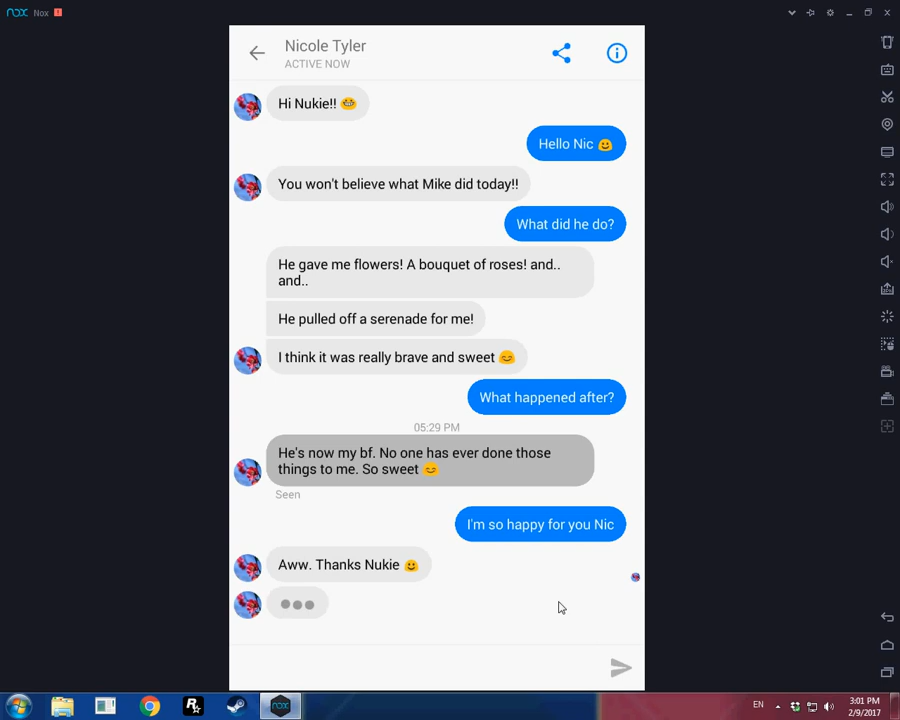 nox Nox
Nicole Tyler
ACTIVE NOW
Hi Nukie!! 😁
Hello Nic 🙂
You won't believe what Mike did today!!
What did he do?
He gave me flowers! A bouquet of roses! and..
and..
He pulled off a serenade for me!
I think it was really brave and sweet 😊
What happened after?
05:29 PM
He's now my bf. No one has ever done those
things to me. So sweet 😊
Seen
I'm so happy for you Nic
Aww. Thanks Nukie 🙂
EN
3:01 PM
2/9/2017